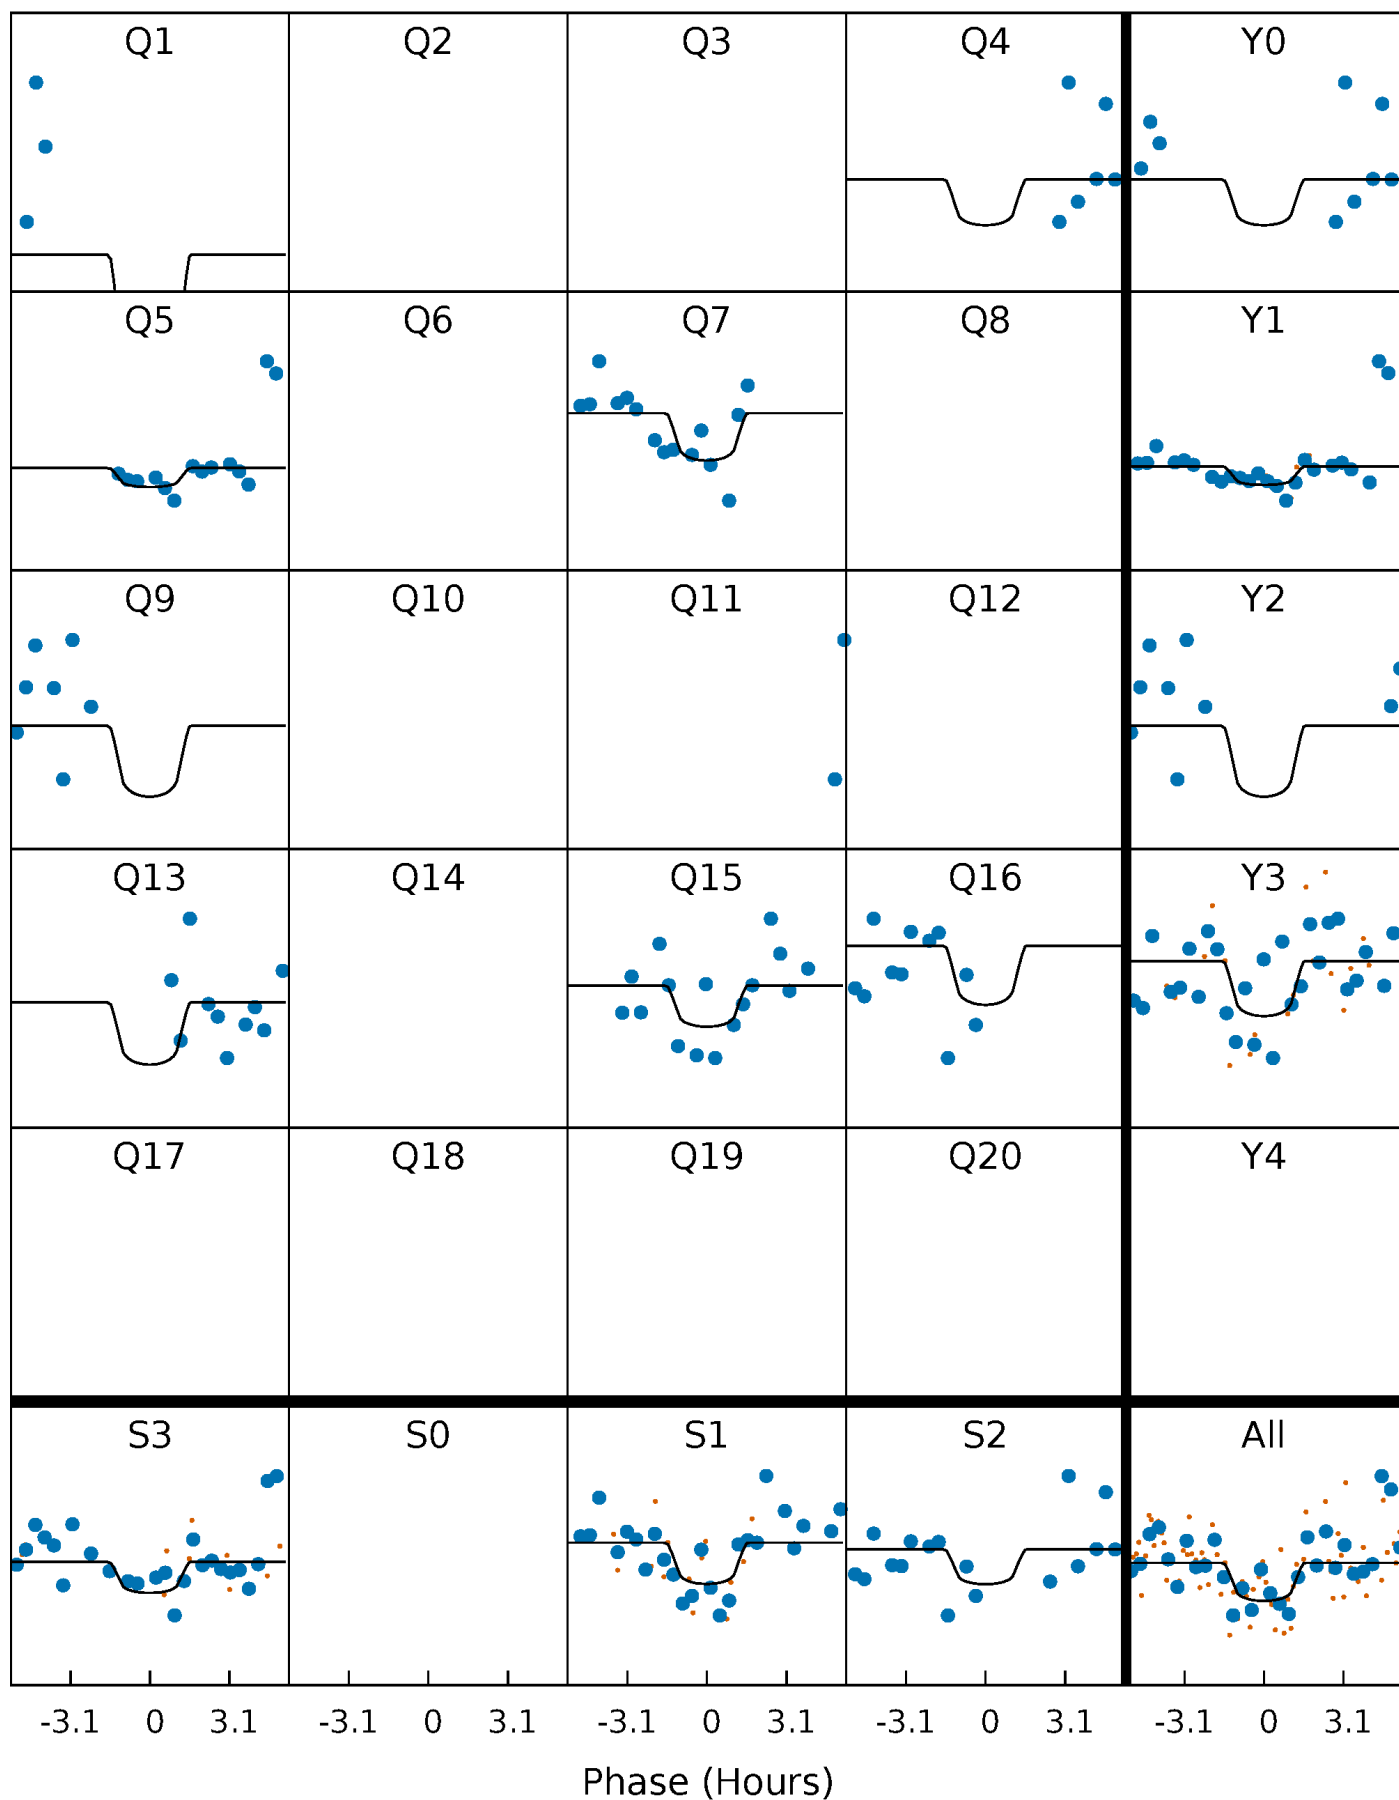 Q1 Q2 Q3 Q4 Y0
Q5 Q6 Q7 Q8 Y1
Q9 Q10 Q11 Q12 Y2
Q13 Q14 Q15 Q16 Y3
Q17 Q18 Q19 Q20 Y4
S3 S0 S1 S2 All
-3.1 0 3.1 -3.1 0 3.1 -3.1 0 3.1 -3.1 0 3.1 -3.1 0 3.1
Phase (Hours)